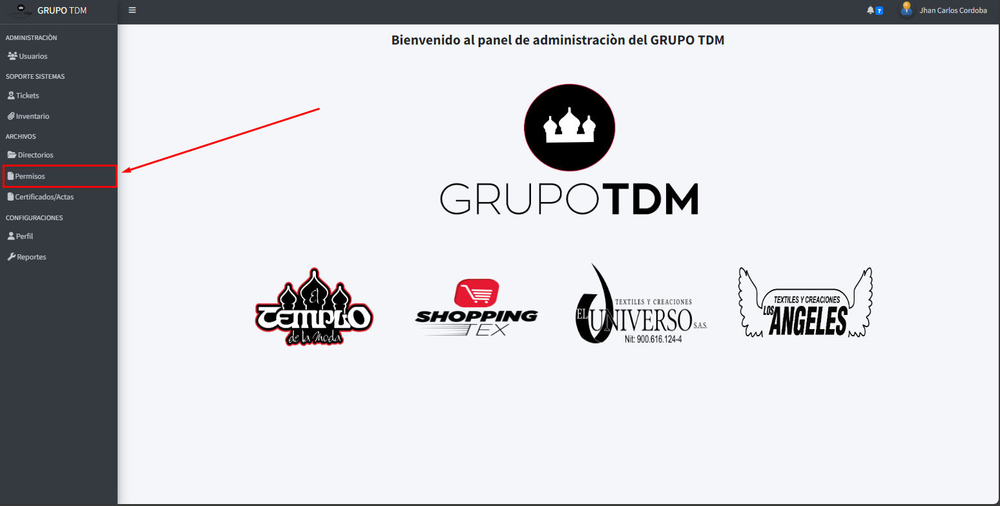 GRUPO TDM
7
Jhan Carlos Cordoba
ADMINISTRACIÒN
Usuarios
SOPORTE SISTEMAS
Tickets
Inventario
ARCHIVOS
Directorios
Permisos
Certificados/Actas
CONFIGURACIONES
Perfil
Reportes
Bienvenido al panel de administraciòn del GRUPO TDM
GRUPOTDM
El
TEMPLO
de la Moda
SHOPPING
TEX
TEXTILES Y CREACIONES
EL UNIVERSO S.A.S.
Nit: 900.616.124-4
TEXTILES Y CREACIONES
LOS ANGELES